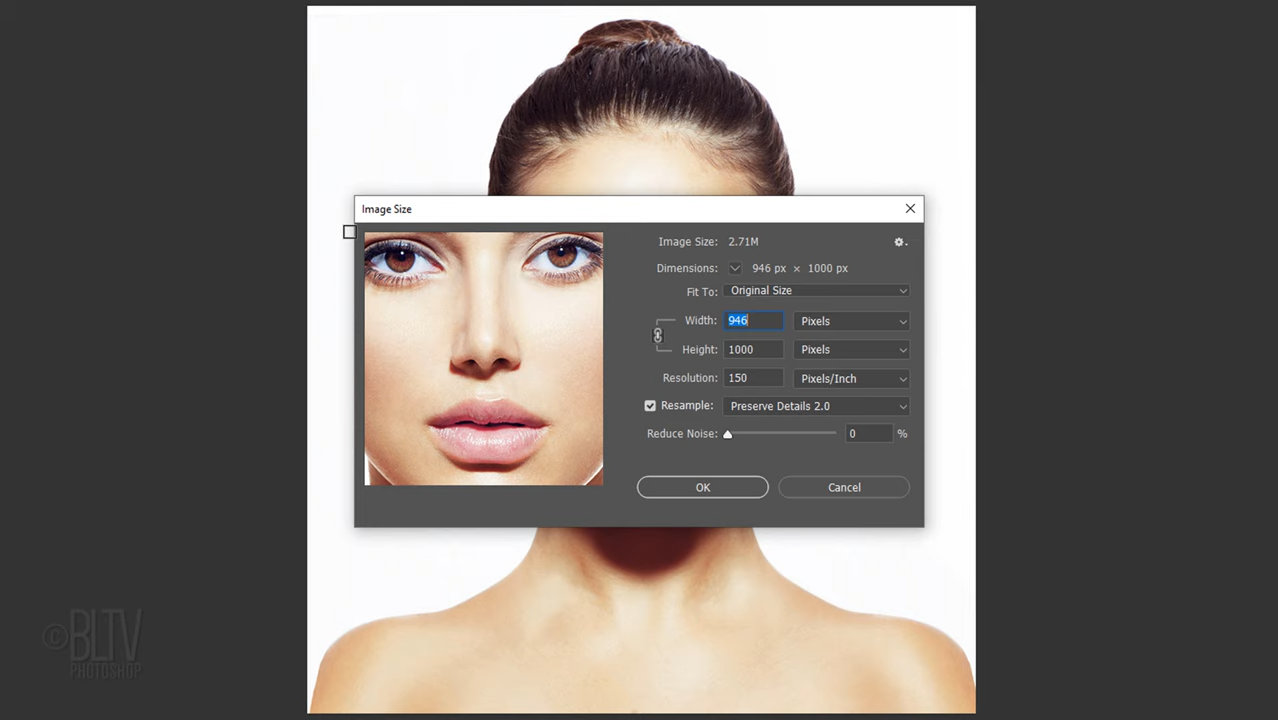 Image Size
Image Size: 2.71M
Dimensions: 946 px × 1000 px
Fit To: Original Size
Width: 946 Pixels
Height: 1000 Pixels
Resolution: 150 Pixels/Inch
Resample: Preserve Details 2.0
Reduce Noise: 0 %
OK Cancel
©BLTV
PHOTOSHOP